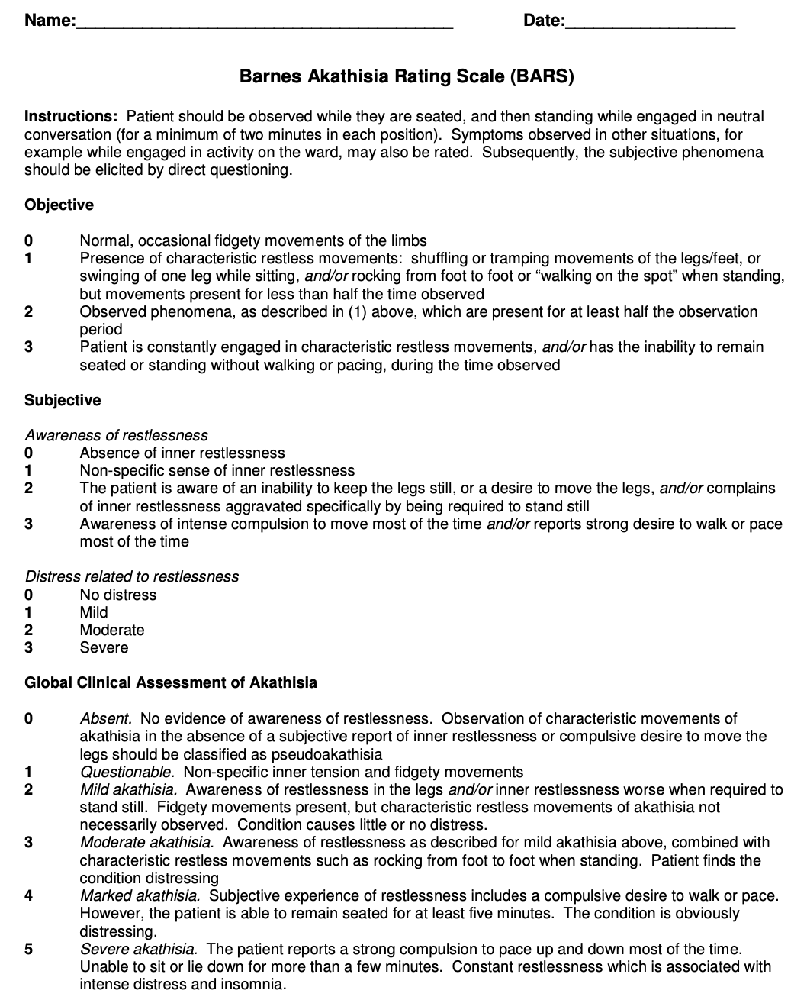 Name:________________________________________ Date:__________________
Barnes Akathisia Rating Scale (BARS)
Instructions: Patient should be observed while they are seated, and then standing while engaged in neutral
conversation (for a minimum of two minutes in each position). Symptoms observed in other situations, for
example while engaged in activity on the ward, may also be rated. Subsequently, the subjective phenomena
should be elicited by direct questioning.
Objective
0 Normal, occasional fidgety movements of the limbs
1 Presence of characteristic restless movements: shuffling or tramping movements of the legs/feet, or
swinging of one leg while sitting, and/or rocking from foot to foot or “walking on the spot” when standing,
but movements present for less than half the time observed
2 Observed phenomena, as described in (1) above, which are present for at least half the observation
period
3 Patient is constantly engaged in characteristic restless movements, and/or has the inability to remain
seated or standing without walking or pacing, during the time observed
Subjective
Awareness of restlessness
0 Absence of inner restlessness
1 Non-specific sense of inner restlessness
2 The patient is aware of an inability to keep the legs still, or a desire to move the legs, and/or complains
of inner restlessness aggravated specifically by being required to stand still
3 Awareness of intense compulsion to move most of the time and/or reports strong desire to walk or pace
most of the time
Distress related to restlessness
0 No distress
1 Mild
2 Moderate
3 Severe
Global Clinical Assessment of Akathisia
0 Absent. No evidence of awareness of restlessness. Observation of characteristic movements of
akathisia in the absence of a subjective report of inner restlessness or compulsive desire to move the
legs should be classified as pseudoakathisia
1 Questionable. Non-specific inner tension and fidgety movements
2 Mild akathisia. Awareness of restlessness in the legs and/or inner restlessness worse when required to
stand still. Fidgety movements present, but characteristic restless movements of akathisia not
necessarily observed. Condition causes little or no distress.
3 Moderate akathisia. Awareness of restlessness as described for mild akathisia above, combined with
characteristic restless movements such as rocking from foot to foot when standing. Patient finds the
condition distressing
4 Marked akathisia. Subjective experience of restlessness includes a compulsive desire to walk or pace.
However, the patient is able to remain seated for at least five minutes. The condition is obviously
distressing.
5 Severe akathisia. The patient reports a strong compulsion to pace up and down most of the time.
Unable to sit or lie down for more than a few minutes. Constant restlessness which is associated with
intense distress and insomnia.